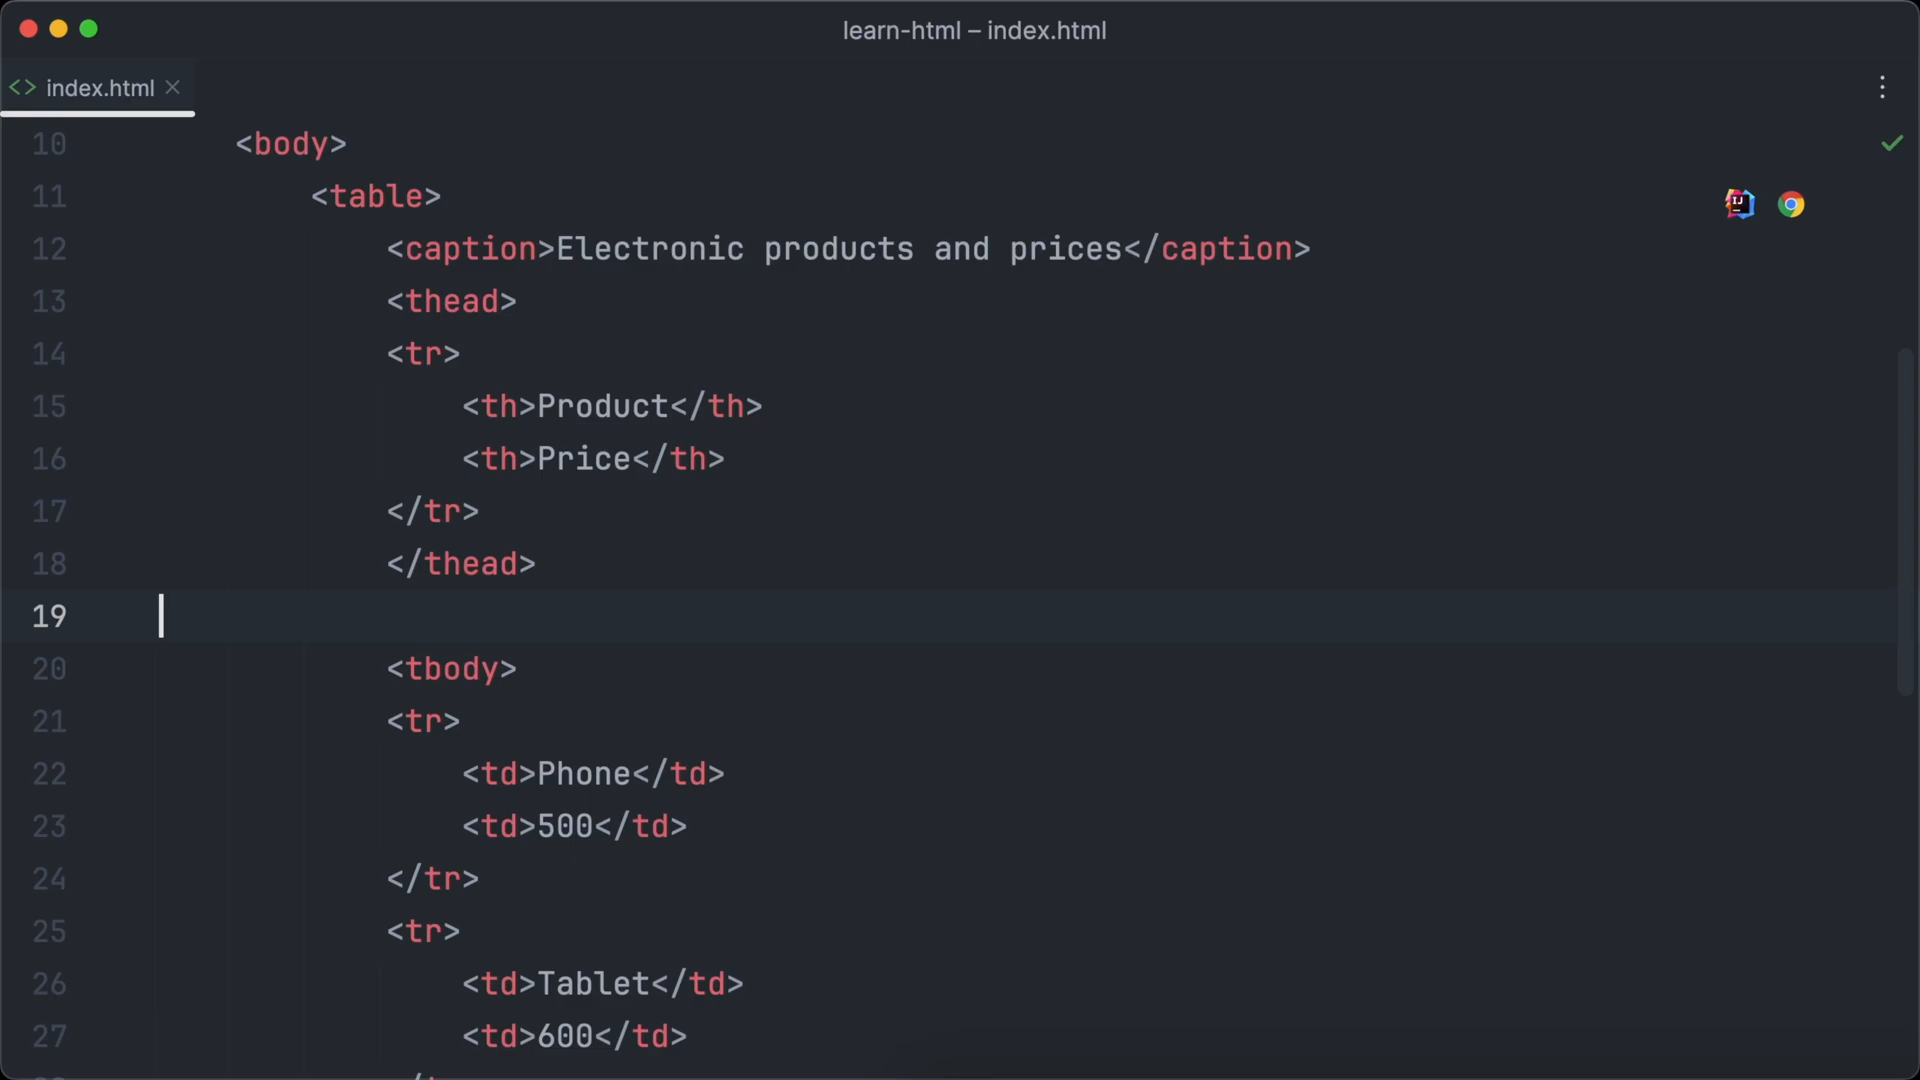 learn-html – index.html
<> index.html ×
10 <body>
11 <table>
IJ
12 <caption>Electronic products and prices</caption>
13 <thead>
14 <tr>
15 <th>Product</th>
16 <th>Price</th>
17 </tr>
18 </thead>
19
20 <tbody>
21 <tr>
22 <td>Phone</td>
23 <td>500</td>
24 </tr>
25 <tr>
26 <td>Tablet</td>
27 <td>600</td>